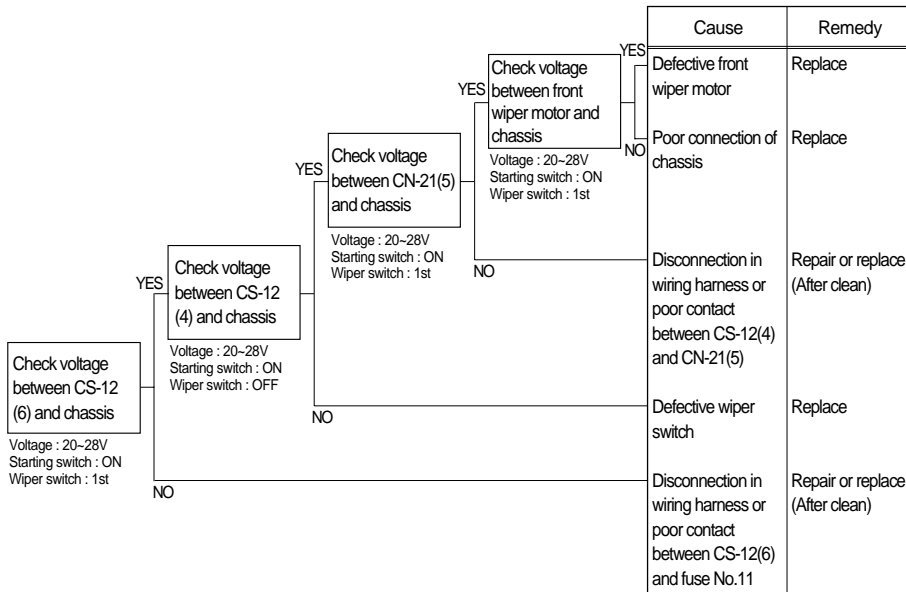 Cause
Remedy
YES
Defective front
wiper motor
Replace
NO
Poor connection of
chassis
Replace
YES
Check voltage
between front
wiper motor and
chassis
Voltage : 20~28V
Starting switch : ON
Wiper switch : 1st
YES
Check voltage
between CN-21(5)
and chassis
Voltage : 20~28V
Starting switch : ON
Wiper switch : 1st
NO
Disconnection in
wiring harness or
poor contact
between CS-12(4)
and CN-21(5)
Repair or replace
(After clean)
YES
Check voltage
between CS-12
(4) and chassis
Voltage : 20~28V
Starting switch : ON
Wiper switch : OFF
NO
Defective wiper
switch
Replace
Check voltage
between CS-12
(6) and chassis
Voltage : 20~28V
Starting switch : ON
Wiper switch : 1st
NO
Disconnection in
wiring harness or
poor contact
between CS-12(6)
and fuse No.11
Repair or replace
(After clean)